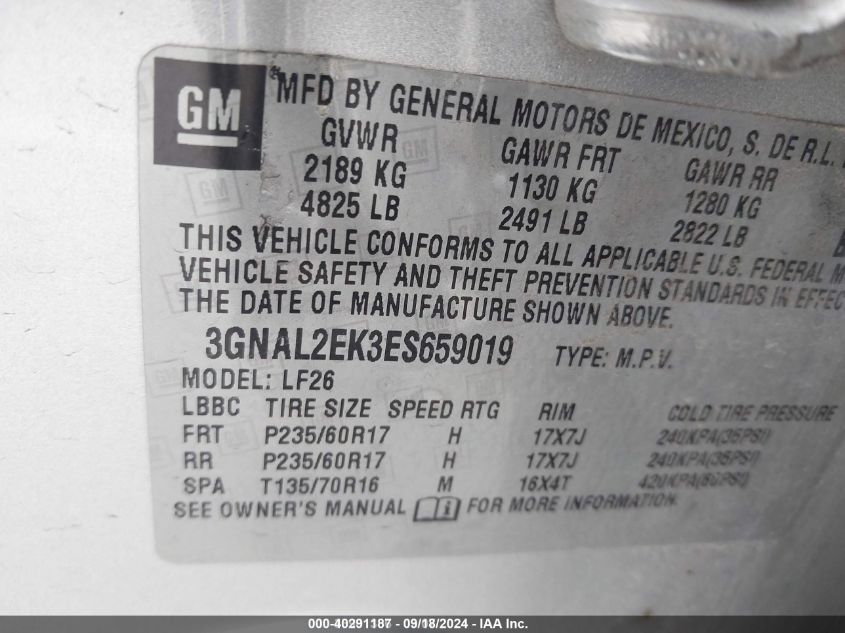 GM
MFD BY GENERAL MOTORS DE MEXICO, S. DE R.L.
GVWR GAWR FRT GAWR RR
2189 KG 1130 KG 1280 KG
4825 LB 2491 LB 2822 LB
THIS VEHICLE CONFORMS TO ALL APPLICABLE U.S. FEDERAL M
VEHICLE SAFETY AND THEFT PREVENTION STANDARDS IN EFFEC
THE DATE OF MANUFACTURE SHOWN ABOVE.
3GNAL2EK3ES659019 TYPE: M.P.V.
MODEL: LF26
LBBC TIRE SIZE SPEED RTG RIM COLD TIRE PRESSURE
FRT P235/60R17 H 17X7J 240KPA(35PSI)
RR P235/60R17 H 17X7J 240KPA(35PSI)
SPA T135/70R16 M 16X4T 420KPA(60PSI)
SEE OWNER'S MANUAL FOR MORE INFORMATION.
000-40291187 - 09/18/2024 - IAA Inc.